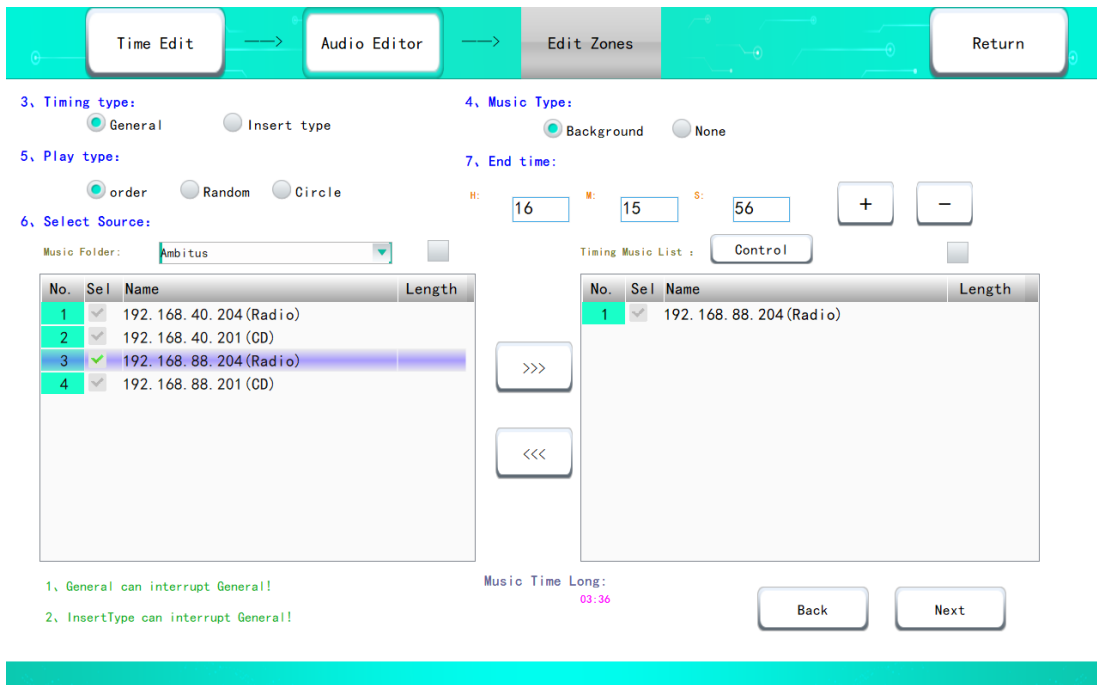 Time Edit ——> Audio Editor ——> Edit Zones Return
3、Timing type:
General Insert type
4、Music Type:
Background None
5、Play type:
order Random Circle
7、End time:
H: 16 M: 15 S: 56 + −
6、Select Source:
Music Folder: Ambitus
Timing Music List : Control
No. Sel Name Length
1 192.168.40.204(Radio)
2 192.168.40.201(CD)
3 192.168.88.204(Radio)
4 192.168.88.201(CD)
>>>
<<<
No. Sel Name Length
1 192.168.88.204(Radio)
1、General can interrupt General!
2、InsertType can interrupt General!
Music Time Long:
03:36
Back Next